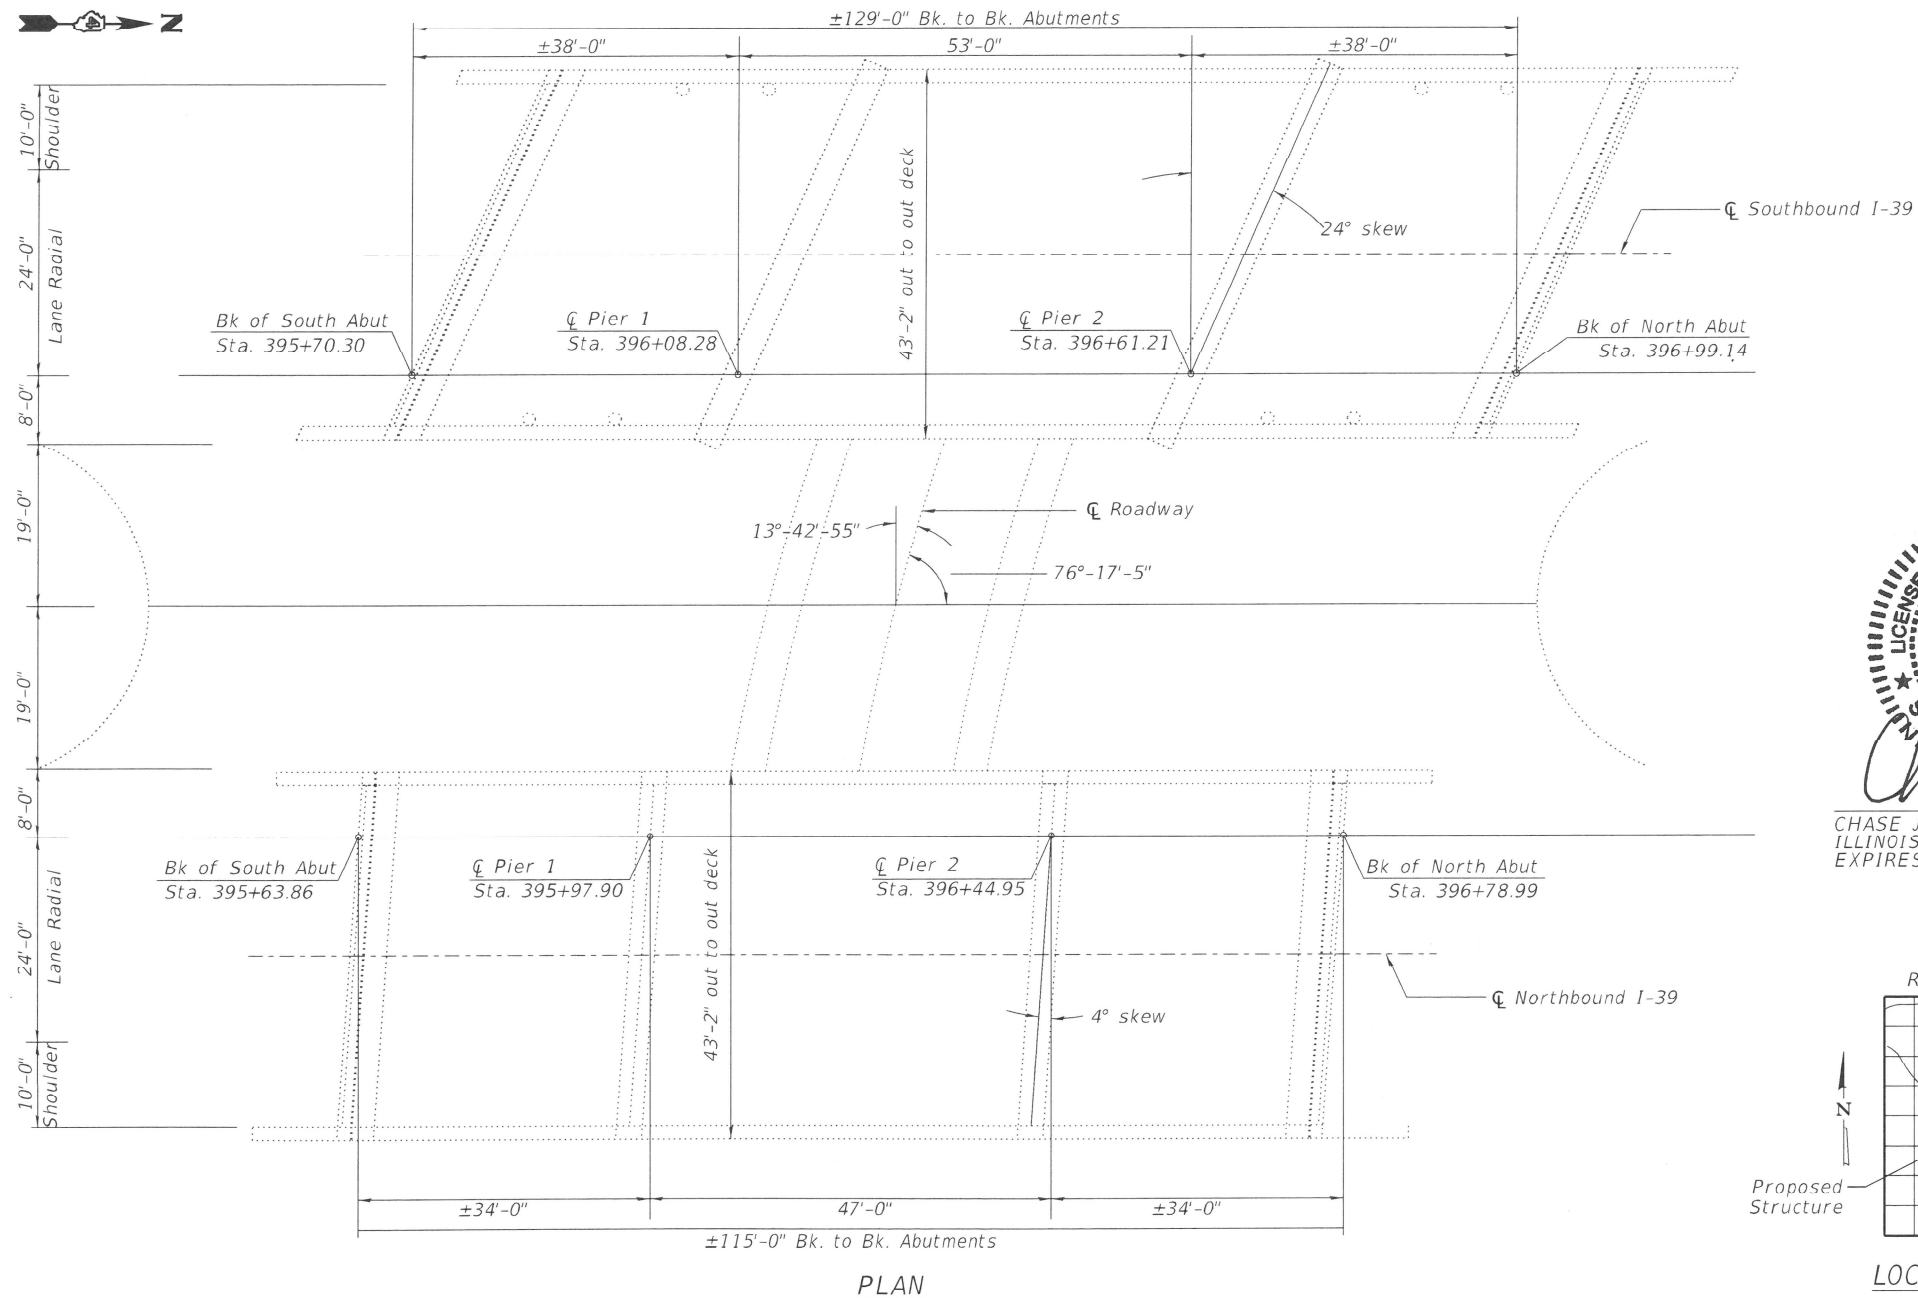 N
±129'-0" Bk. to Bk. Abutments
±38'-0"
53'-0"
±38'-0"
10'-0"
Shoulder
24'-0"
Lane Radial
8'-0"
19'-0"
19'-0"
8'-0"
24'-0"
Lane Radial
10'-0"
Shoulder
43'-2" out to out deck
24° skew
℄ Southbound I-39
Bk of South Abut
Sta. 395+70.30
℄ Pier 1
Sta. 396+08.28
℄ Pier 2
Sta. 396+61.21
Bk of North Abut
Sta. 396+99.14
℄ Roadway
13°-42'-55"
76°-17'-5"
Bk of South Abut
Sta. 395+63.86
℄ Pier 1
Sta. 395+97.90
43'-2" out to out deck
℄ Pier 2
Sta. 396+44.95
Bk of North Abut
Sta. 396+78.99
4° skew
℄ Northbound I-39
±34'-0"
47'-0"
±34'-0"
±115'-0" Bk. to Bk. Abutments
PLAN
LICENSE
CHASE J
ILLINOIS
EXPIRES
R
N
Proposed
Structure
LOC